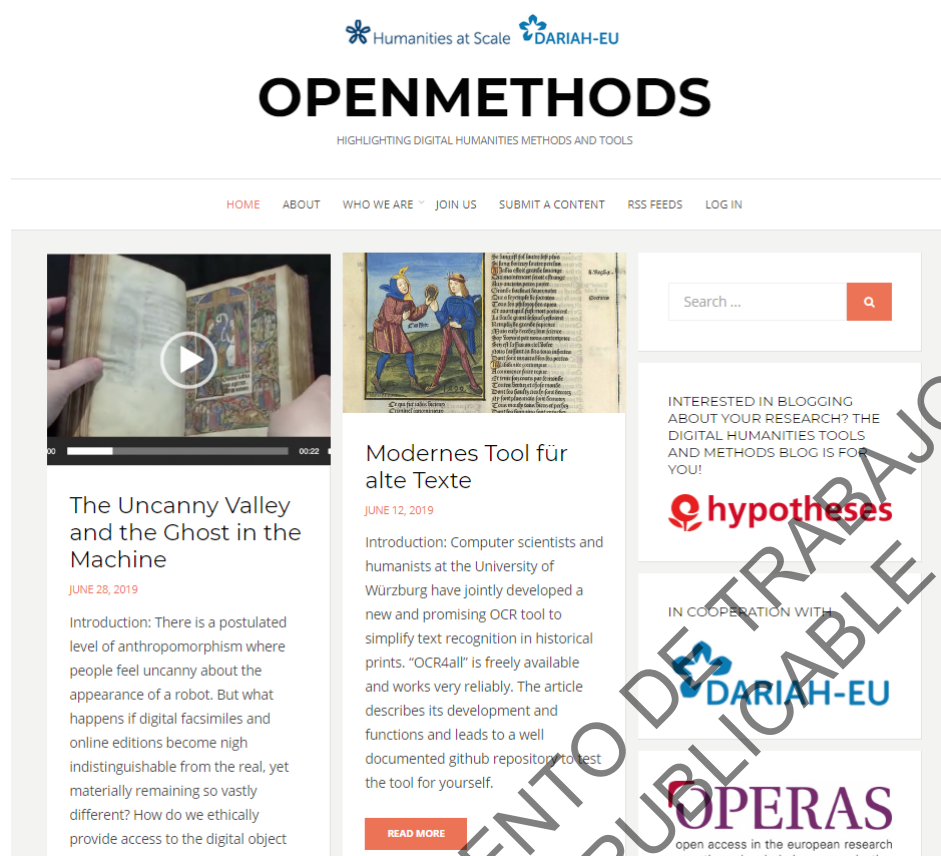 Humanities at Scale DARIAH-EU
OPENMETHODS
HIGHLIGHTING DIGITAL HUMANITIES METHODS AND TOOLS
HOME ABOUT WHO WE ARE JOIN US SUBMIT A CONTENT RSS FEEDS LOG IN
00:22
The Uncanny Valley
and the Ghost in the
Machine
JUNE 28, 2019
Introduction: There is a postulated
level of anthropomorphism where
people feel uncanny about the
appearance of a robot. But what
happens if digital facsimiles and
online editions become nigh
indistinguishable from the real, yet
materially remaining so vastly
different? How do we ethically
provide access to the digital object
Modernes Tool für
alte Texte
JUNE 12, 2019
Introduction: Computer scientists and
humanists at the University of
Würzburg have jointly developed a
new and promising OCR tool to
simplify text recognition in historical
prints. “OCR4all” is freely available
and works very reliably. The article
describes its development and
functions and leads to a well
documented github repository to test
the tool for yourself.
READ MORE
Search ...
INTERESTED IN BLOGGING
ABOUT YOUR RESEARCH? THE
DIGITAL HUMANITIES TOOLS
AND METHODS BLOG IS FOR
YOU!
hypotheses
IN COOPERATION WITH
DARIAH-EU
OPERAS
open access in the european research
ENTO DE TRABAJO
PUBLICABLE